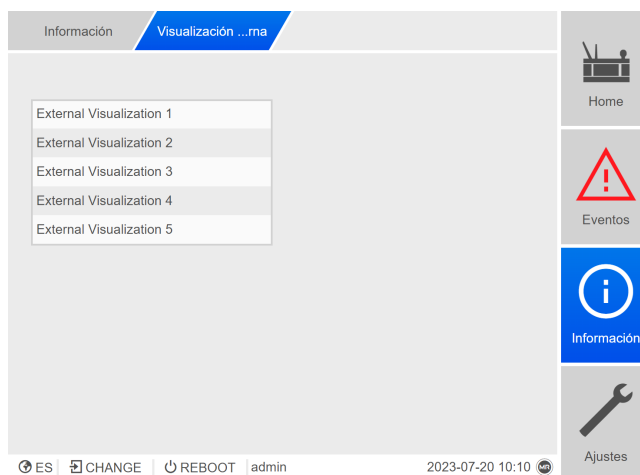 Información
Visualización ...rna
External Visualization 1
External Visualization 2
External Visualization 3
External Visualization 4
External Visualization 5
Home
Eventos
Información
Ajustes
ES CHANGE REBOOT admin 2023-07-20 10:10 MR